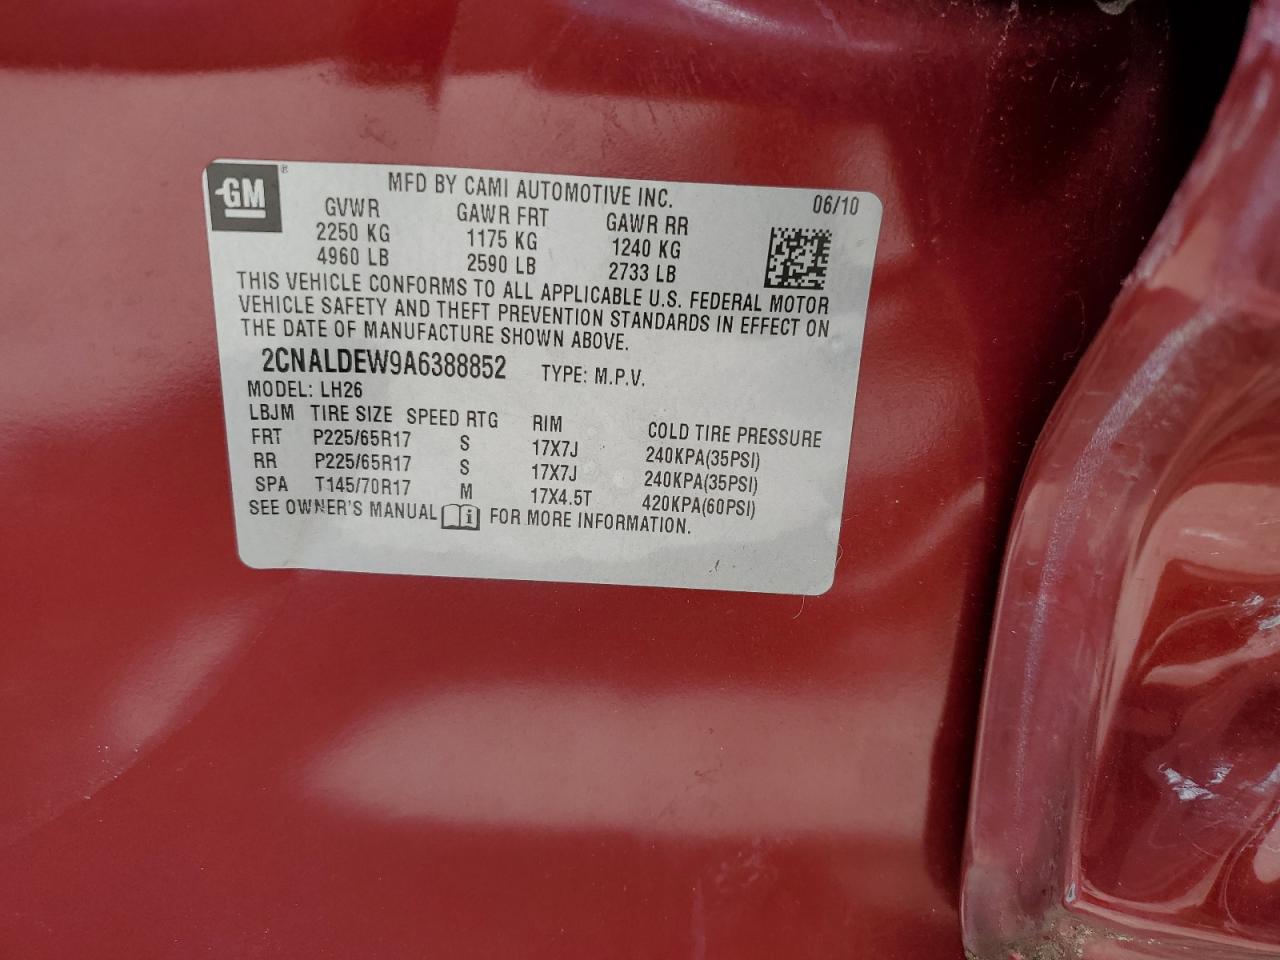 GM®
MFD BY CAMI AUTOMOTIVE INC. 06/10
GVWR GAWR FRT GAWR RR
2250 KG 1175 KG 1240 KG
4960 LB 2590 LB 2733 LB
THIS VEHICLE CONFORMS TO ALL APPLICABLE U.S. FEDERAL MOTOR
VEHICLE SAFETY AND THEFT PREVENTION STANDARDS IN EFFECT ON
THE DATE OF MANUFACTURE SHOWN ABOVE.
2CNALDEW9A6388852 TYPE: M.P.V.
MODEL: LH26
LBJM TIRE SIZE SPEED RTG RIM COLD TIRE PRESSURE
FRT P225/65R17 S 17X7J 240KPA(35PSI)
RR P225/65R17 S 17X7J 240KPA(35PSI)
SPA T145/70R17 M 17X4.5T 420KPA(60PSI)
SEE OWNER'S MANUAL i FOR MORE INFORMATION.